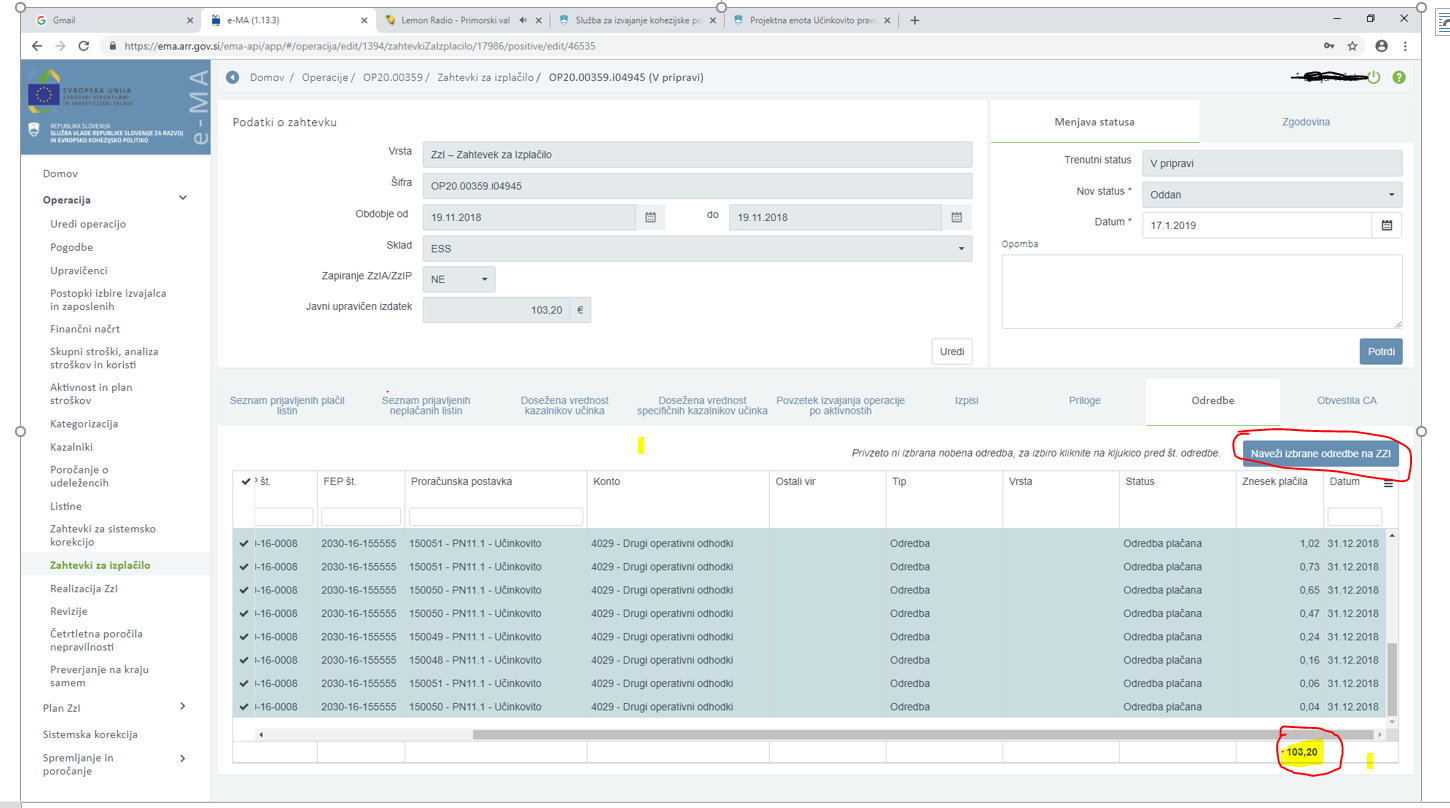 Gmail
e-MA (1.13.3)
Lemon Radio - Primorski val
Služba za izvajanje kohezijske po
Projektna enota Učinkovito prav
https://ema.arr.gov.si/ema-api/app/#/operacija/edit/1394/zahtevkiZaIzplacilo/17986/positive/edit/46535
EVROPSKA UNIJA
EVROPSKI STRUKTURNI
IN INVESTICIJSKI SKLADI
REPUBLIKA SLOVENIJA
SLUŽBA VLADE REPUBLIKE SLOVENIJE ZA RAZVOJ
IN EVROPSKO KOHEZIJSKO POLITIKO
e-MA
Domov / Operacije / OP20.00359 / Zahtevki za izplačilo / OP20.00359.i04945 (V pripravi)
Domov
Operacija
Uredi operacijo
Pogodbe
Upravičenci
Postopki izbire izvajalca
in zaposlenih
Finančni načrt
Skupni stroški, analiza
stroškov in koristi
Aktivnost in plan
stroškov
Kategorizacija
Kazalniki
Poročanje o
udeležencih
Listine
Zahtevki za sistemsko
korekcijo
Zahtevki za izplačilo
Realizacija ZzI
Revizije
Četrtletna poročila
nepravilnosti
Preverjanje na kraju
samem
Plan ZzI
Sistemska korekcija
Spremljanje in
poročanje
Podatki o zahtevku
Vrsta ZzI – Zahtevek za Izplačilo
Šifra OP20.00359.i04945
Obdobje od 19.11.2018 do 19.11.2018
Sklad ESS
Zapiranje ZzIA/ZzIP NE
Javni upravičen izdatek 103,20 €
Uredi
Menjava statusa Zgodovina
Trenutni status V pripravi
Nov status * Oddan
Datum * 17.1.2019
Opomba
Potrdi
Seznam prijavljenih plačil
listin
Seznam prijavljenih
neplačanih listin
Dosežena vrednost
kazalnikov učinka
Dosežena vrednost
specifičnih kazalnikov učinka
Povzetek izvajanja operacije
po aktivnostih
Izpisi
Priloge
Odredbe
Obvestila CA
Privzeto ni izbrana nobena odredba, za izbiro kliknite na kljukico pred št. odredbe.
Naveži izbrane odredbe na ZZI
št. FEP št. Proračunska postavka Konto Ostali vir Tip Vrsta Status Znesek plačila Datum
-16-0008 2030-16-155555 150051 - PN11.1 - Učinkovito 4029 - Drugi operativni odhodki Odredba Odredba plačana 1,02 31.12.2018
-16-0008 2030-16-155555 150051 - PN11.1 - Učinkovito 4029 - Drugi operativni odhodki Odredba Odredba plačana 0,73 31.12.2018
-16-0008 2030-16-155555 150050 - PN11.1 - Učinkovito 4029 - Drugi operativni odhodki Odredba Odredba plačana 0,65 31.12.2018
-16-0008 2030-16-155555 150050 - PN11.1 - Učinkovito 4029 - Drugi operativni odhodki Odredba Odredba plačana 0,47 31.12.2018
-16-0008 2030-16-155555 150049 - PN11.1 - Učinkovito 4029 - Drugi operativni odhodki Odredba Odredba plačana 0,24 31.12.2018
-16-0008 2030-16-155555 150048 - PN11.1 - Učinkovito 4029 - Drugi operativni odhodki Odredba Odredba plačana 0,16 31.12.2018
-16-0008 2030-16-155555 150051 - PN11.1 - Učinkovito 4029 - Drugi operativni odhodki Odredba Odredba plačana 0,06 31.12.2018
-16-0008 2030-16-155555 150050 - PN11.1 - Učinkovito 4029 - Drugi operativni odhodki Odredba Odredba plačana 0,04 31.12.2018
103,20